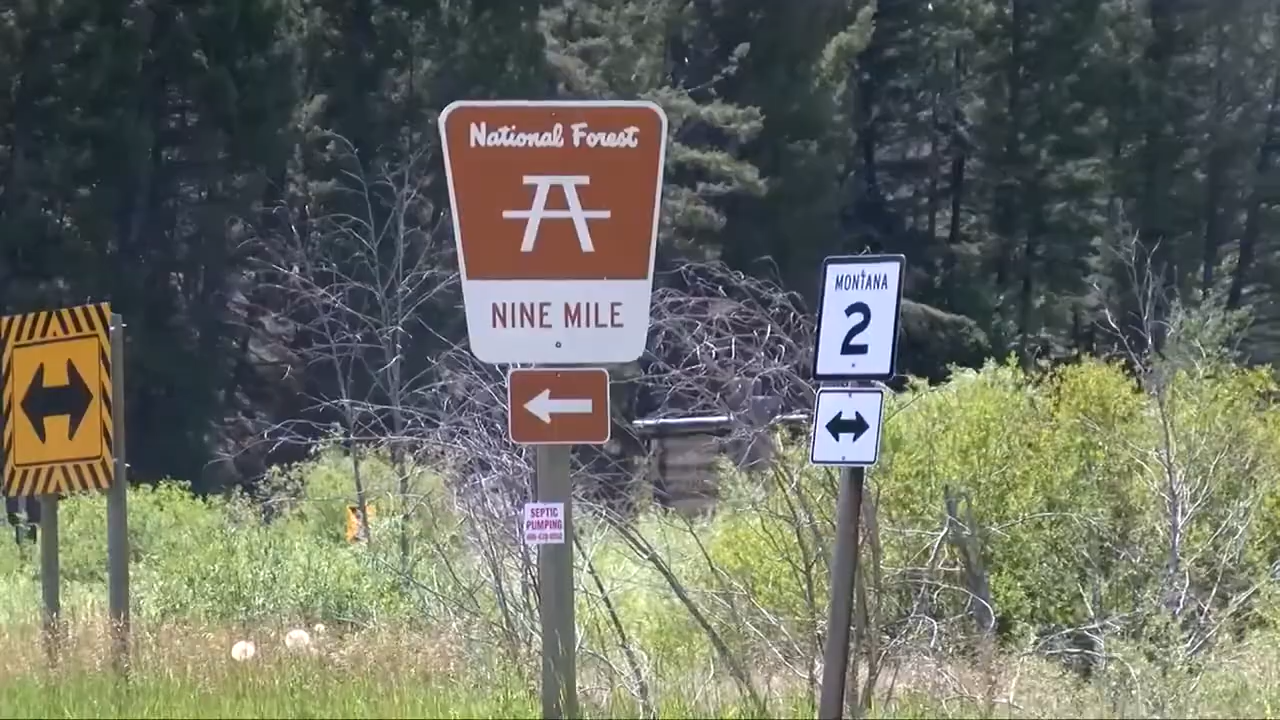 National Forest
NINE MILE
SEPTIC
PUMPING
MONTANA
2